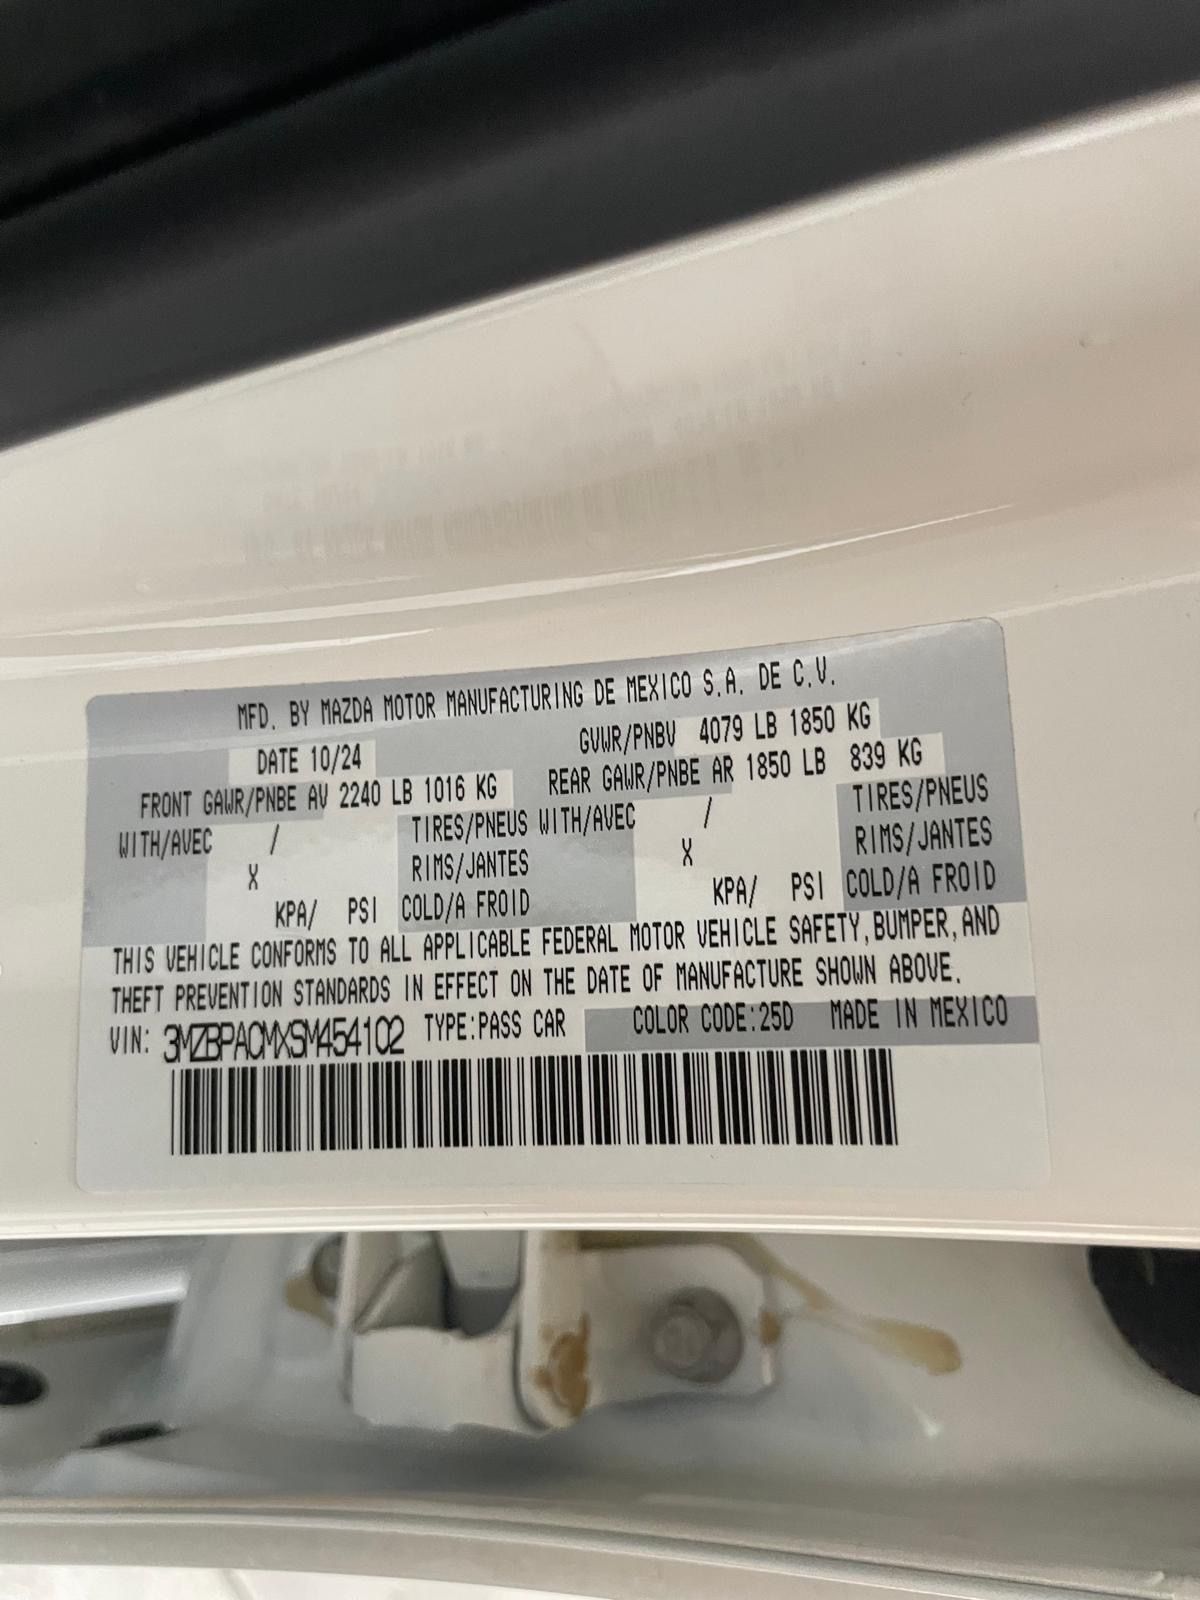 MFD. BY MAZDA MOTOR MANUFACTURING DE MEXICO S.A. DE C.V.
DATE 10/24 GVWR/PNBV 4079 LB 1850 KG
FRONT GAWR/PNBE AV 2240 LB 1016 KG REAR GAWR/PNBE AR 1850 LB 839 KG
WITH/AVEC / TIRES/PNEUS WITH/AVEC / TIRES/PNEUS
X RIMS/JANTES X RIMS/JANTES
KPA/ PSI COLD/A FROID KPA/ PSI COLD/A FROID
THIS VEHICLE CONFORMS TO ALL APPLICABLE FEDERAL MOTOR VEHICLE SAFETY, BUMPER, AND
THEFT PREVENTION STANDARDS IN EFFECT ON THE DATE OF MANUFACTURE SHOWN ABOVE.
VIN: 3MZBPACMXSM454102 TYPE:PASS CAR COLOR CODE:25D MADE IN MEXICO